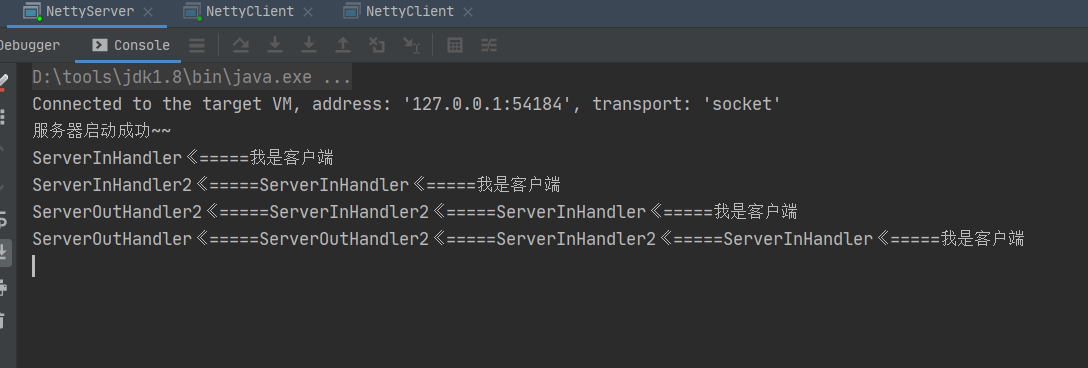 NettyServer NettyClient NettyClient
Debugger Console
D:\tools\jdk1.8\bin\java.exe ...
Connected to the target VM, address: '127.0.0.1:54184', transport: 'socket'
服务器启动成功~~
ServerInHandler《=====我是客户端
ServerInHandler2《=====ServerInHandler《=====我是客户端
ServerOutHandler2《=====ServerInHandler2《=====ServerInHandler《=====我是客户端
ServerOutHandler《=====ServerOutHandler2《=====ServerInHandler2《=====ServerInHandler《=====我是客户端